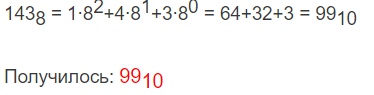 143₈ = 1∙8²+4∙8¹+3∙8⁰ = 64+32+3 = 99₁₀
Получилось: 99₁₀